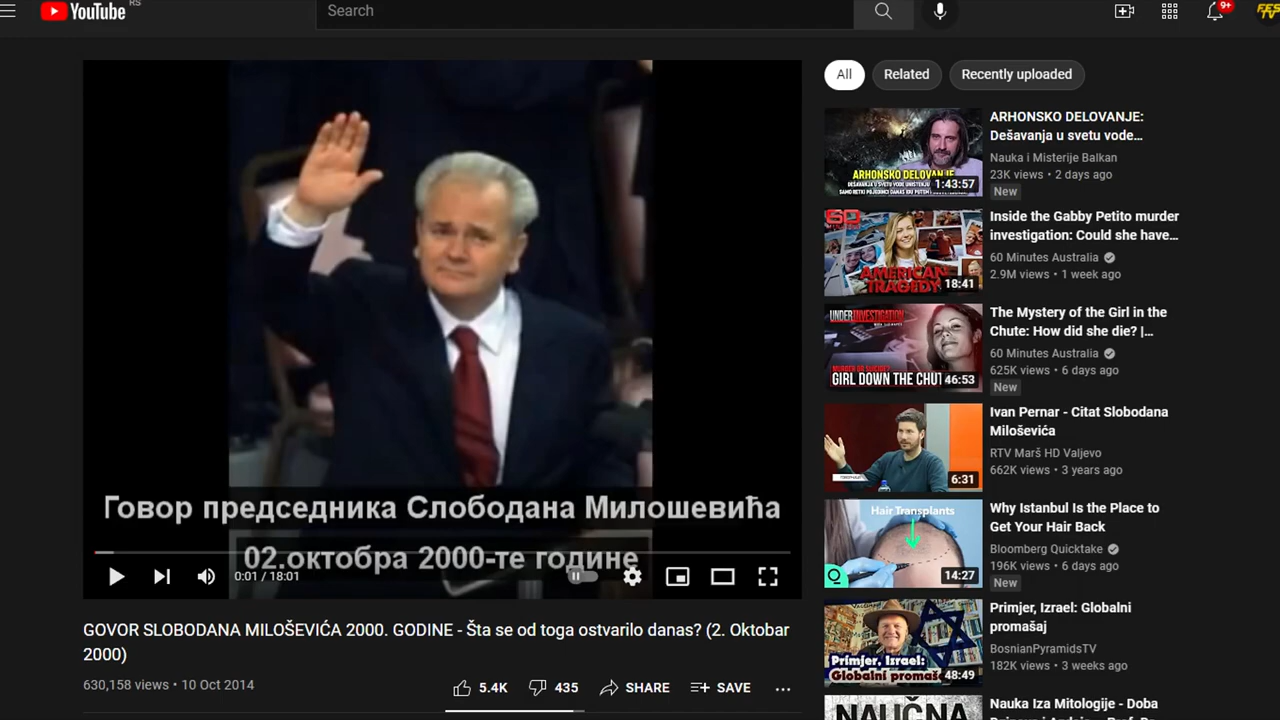 YouTube RS
Search
9+
FES
TV
Говор председника Слободана Милошевића
02.октобра 2000-те године
0:01 / 18:01
GOVOR SLOBODANA MILOŠEVIĆA 2000. GODINE - Šta se od toga ostvarilo danas? (2. Oktobar
2000)
630,158 views • 10 Oct 2014
5.4K
435
SHARE
SAVE
All
Related
Recently uploaded
ARHONSKO DELOVANJE
1:43:57
ARHONSKO DELOVANJE:
Dešavanja u svetu vode…
Nauka i Misterije Balkan
23K views • 2 days ago
New
60
AMERICAN
TRAGEDY
18:41
Inside the Gabby Petito murder
investigation: Could she have…
60 Minutes Australia
2.9M views • 1 week ago
UNDER INVESTIGATION
MURDER OR SUICIDE?
GIRL DOWN THE CHUT
46:53
The Mystery of the Girl in the
Chute: How did she die? |…
60 Minutes Australia
625K views • 6 days ago
New
6:31
Ivan Pernar - Citat Slobodana
Miloševića
RTV Marš HD Valjevo
662K views • 3 years ago
Hair Transplants
14:27
Why Istanbul Is the Place to
Get Your Hair Back
Bloomberg Quicktake
196K views • 6 days ago
New
Primjer, Izrael:
Globalni promaš
48:49
Primjer, Izrael: Globalni
promašaj
BosnianPyramidsTV
182K views • 3 weeks ago
NAUČNA
Nauka Iza Mitologije - Doba